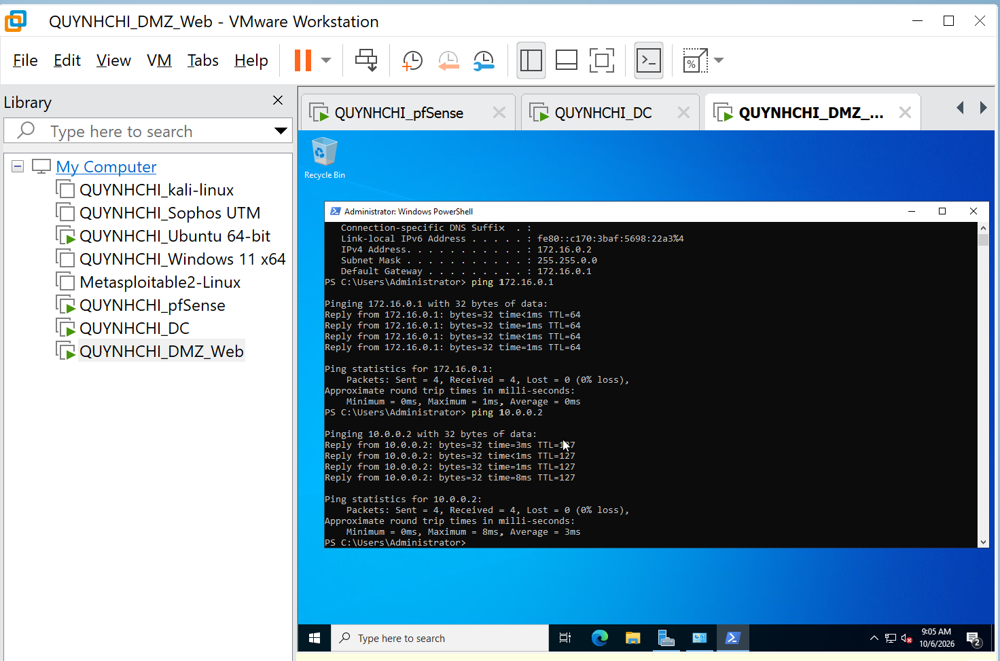 QUYNHCHI_DMZ_Web - VMware Workstation
File Edit View VM Tabs Help
Library
Type here to search
My Computer
QUYNHCHI_kali-linux
QUYNHCHI_Sophos UTM
QUYNHCHI_Ubuntu 64-bit
QUYNHCHI_Windows 11 x64
Metasploitable2-Linux
QUYNHCHI_pfSense
QUYNHCHI_DC
QUYNHCHI_DMZ_Web
QUYNHCHI_pfSense QUYNHCHI_DC QUYNHCHI_DMZ_...
Recycle Bin
Administrator: Windows PowerShell
Connection-specific DNS Suffix . :
Link-local IPv6 Address . . . . . : fe80::c170:3baf:5698:22a3%4
IPv4 Address. . . . . . . . . . . : 172.16.0.2
Subnet Mask . . . . . . . . . . . : 255.255.0.0
Default Gateway . . . . . . . . . : 172.16.0.1
PS C:\Users\Administrator> ping 172.16.0.1
Pinging 172.16.0.1 with 32 bytes of data:
Reply from 172.16.0.1: bytes=32 time<1ms TTL=64
Reply from 172.16.0.1: bytes=32 time=1ms TTL=64
Reply from 172.16.0.1: bytes=32 time<1ms TTL=64
Reply from 172.16.0.1: bytes=32 time=1ms TTL=64
Ping statistics for 172.16.0.1:
Packets: Sent = 4, Received = 4, Lost = 0 (0% loss),
Approximate round trip times in milli-seconds:
Minimum = 0ms, Maximum = 1ms, Average = 0ms
PS C:\Users\Administrator> ping 10.0.0.2
Pinging 10.0.0.2 with 32 bytes of data:
Reply from 10.0.0.2: bytes=32 time=3ms TTL=127
Reply from 10.0.0.2: bytes=32 time<1ms TTL=127
Reply from 10.0.0.2: bytes=32 time=1ms TTL=127
Reply from 10.0.0.2: bytes=32 time=8ms TTL=127
Ping statistics for 10.0.0.2:
Packets: Sent = 4, Received = 4, Lost = 0 (0% loss),
Approximate round trip times in milli-seconds:
Minimum = 0ms, Maximum = 8ms, Average = 3ms
PS C:\Users\Administrator>
Type here to search
9:05 AM
10/6/2026
2